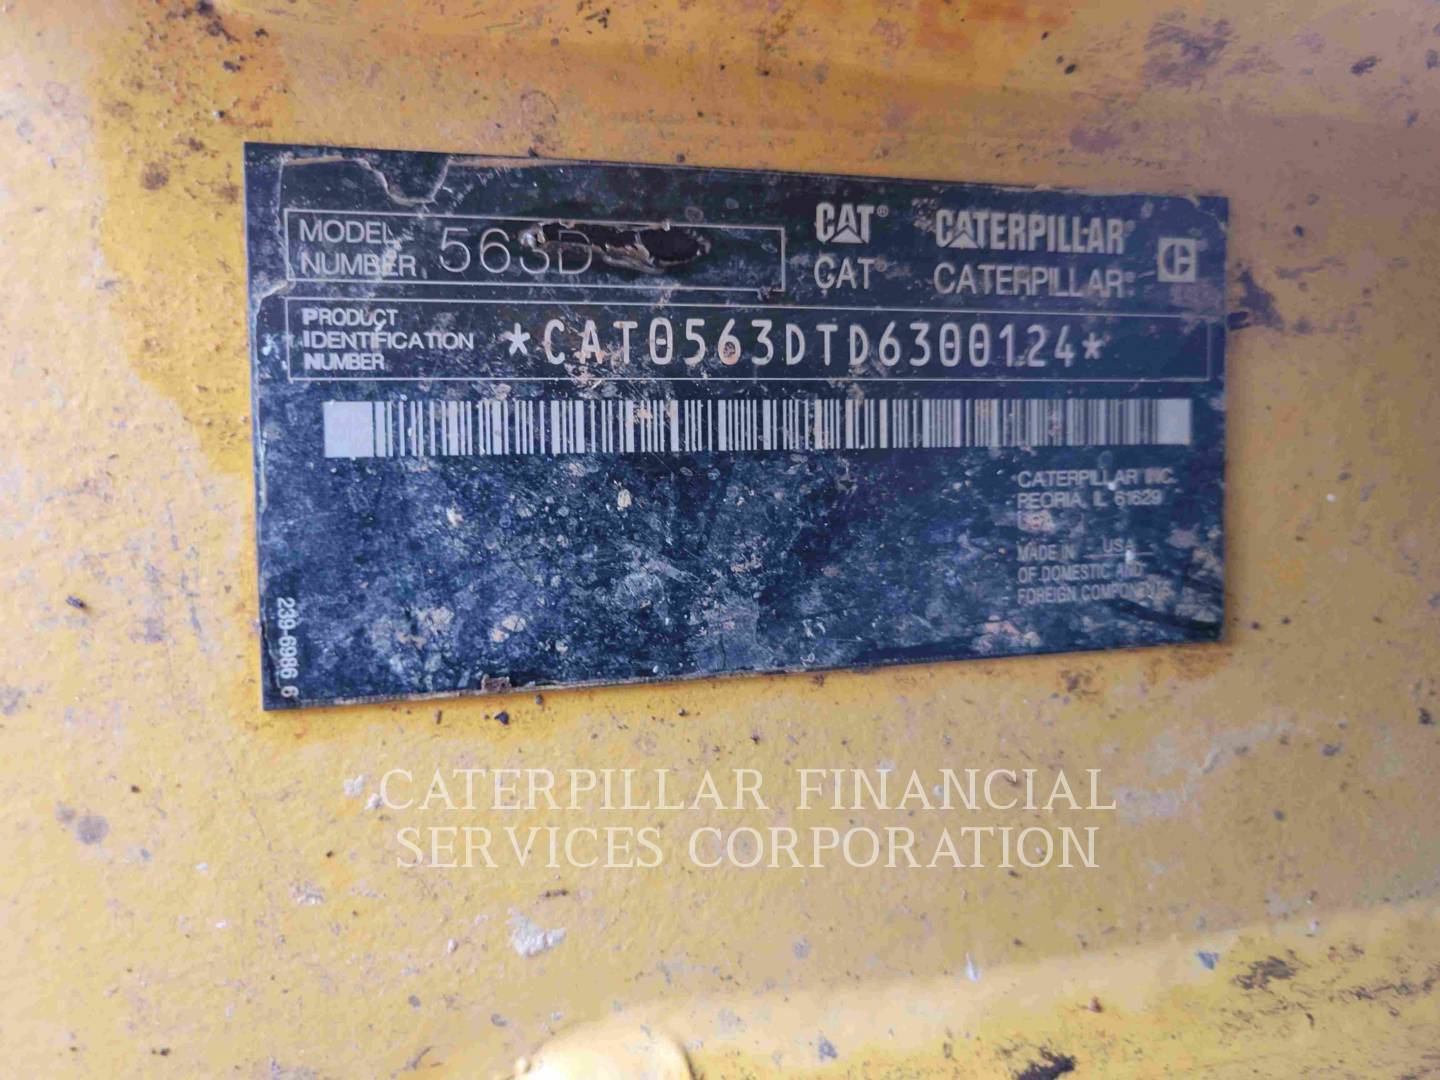 MODEL NUMBER 563D
CAT® CATERPILLAR®
CAT® CATERPILLAR®
PRODUCT
IDENTIFICATION
NUMBER
*CAT0563DTD6300124*
CATERPILLAR INC.
PEORIA, IL 61629
USA
MADE IN USA
OF DOMESTIC AND
FOREIGN COMPONENTS
239-6986 6
CATERPILLAR FINANCIAL
SERVICES CORPORATION